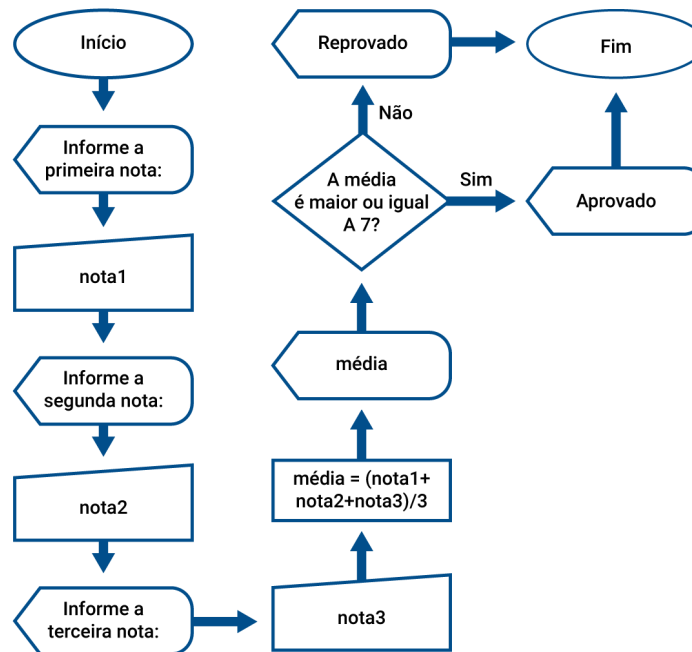 Início
Informe a
primeira nota:
nota1
Informe a
segunda nota:
nota2
Informe a
terceira nota:
nota3
média = (nota1+
nota2+nota3)/3
média
A média
é maior ou igual
A 7?
Não
Reprovado
Sim
Aprovado
Fim